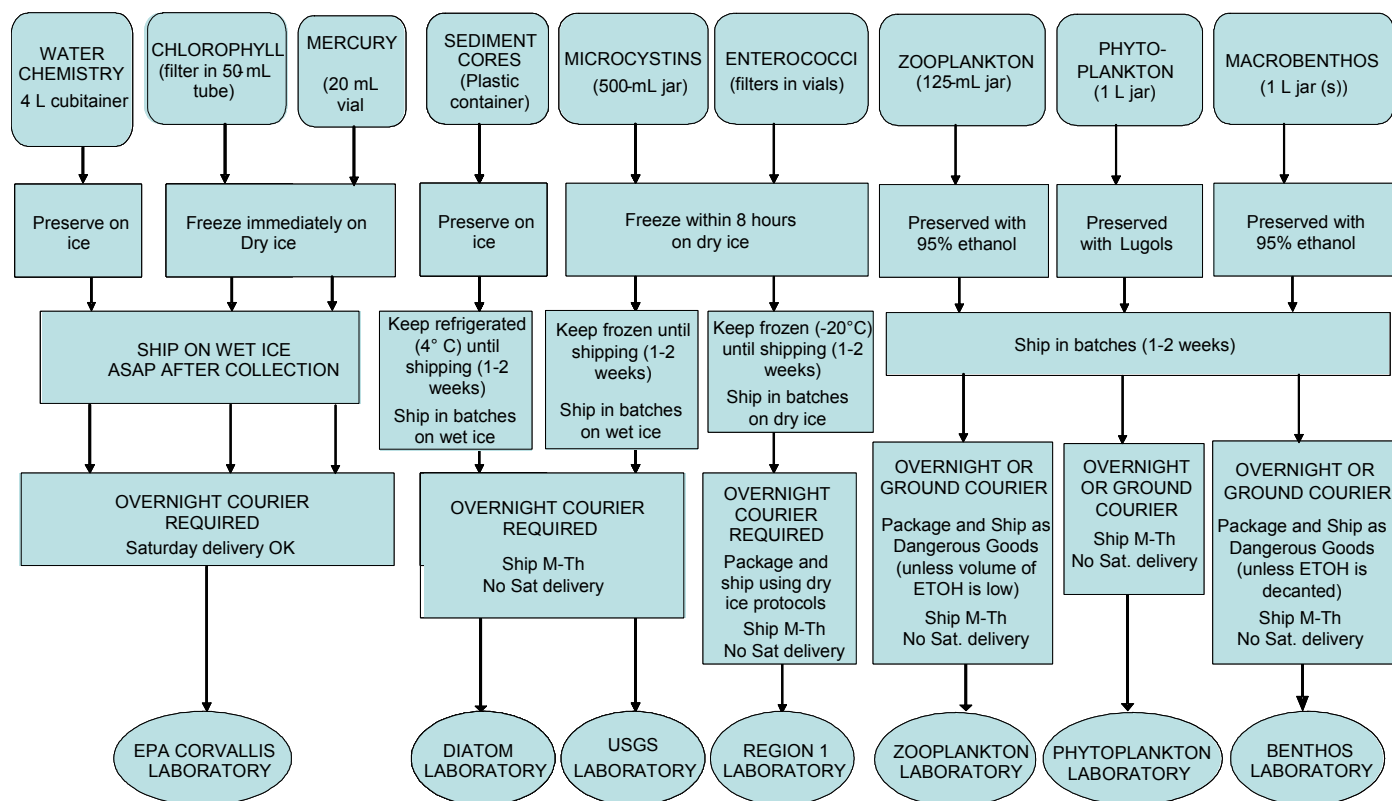 WATER
CHEMISTRY
4 L cubitainer
CHLOROPHYLL
(filter in 50-mL
tube)
MERCURY
(20 mL
vial
SEDIMENT
CORES
(Plastic
container)
MICROCYSTINS
(500-mL jar)
ENTEROCOCCI
(filters in vials)
ZOOPLANKTON
(125-mL jar)
PHYTO-
PLANKTON
(1 L jar)
MACROBENTHOS
(1 L jar (s))
Preserve on
ice
Freeze immediately on
Dry ice
Preserve on
ice
Freeze within 8 hours
on dry ice
Preserved with
95% ethanol
Preserved
with Lugols
Preserved with
95% ethanol
SHIP ON WET ICE
ASAP AFTER COLLECTION
Keep refrigerated
(4° C) until
shipping (1-2
weeks)
Ship in batches
on wet ice
Keep frozen until
shipping (1-2
weeks)
Ship in batches
on wet ice
Keep frozen (-20°C)
until shipping (1-2
weeks)
Ship in batches
on dry ice
Ship in batches (1-2 weeks)
OVERNIGHT COURIER
REQUIRED
Saturday delivery OK
OVERNIGHT COURIER
REQUIRED
Ship M-Th
No Sat delivery
OVERNIGHT
COURIER
REQUIRED
Package and
ship using dry
ice protocols
Ship M-Th
No Sat delivery
OVERNIGHT OR
GROUND COURIER
Package and Ship as
Dangerous Goods
(unless volume of
ETOH is low)
Ship M-Th
No Sat. delivery
OVERNIGHT
OR GROUND
COURIER
Ship M-Th
No Sat. delivery
OVERNIGHT OR
GROUND COURIER
Package and Ship as
Dangerous Goods
(unless ETOH is
decanted)
Ship M-Th
No Sat. delivery
EPA CORVALLIS
LABORATORY
DIATOM
LABORATORY
USGS
LABORATORY
REGION 1
LABORATORY
ZOOPLANKTON
LABORATORY
PHYTOPLANKTON
LABORATORY
BENTHOS
LABORATORY